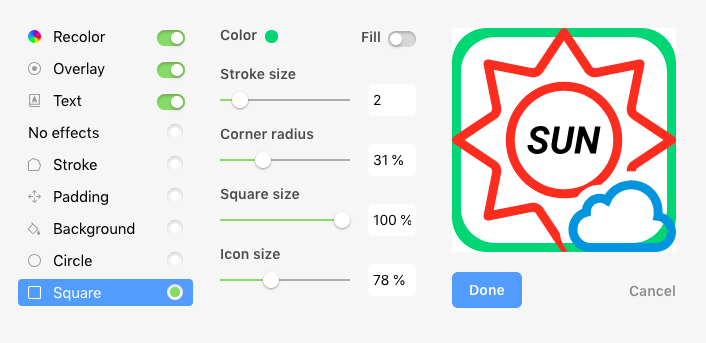 Recolor
Overlay
Text
No effects
Stroke
Padding
Background
Circle
Square
Color
Fill
Stroke size
2
Corner radius
31 %
Square size
100 %
Icon size
78 %
SUN
Done
Cancel